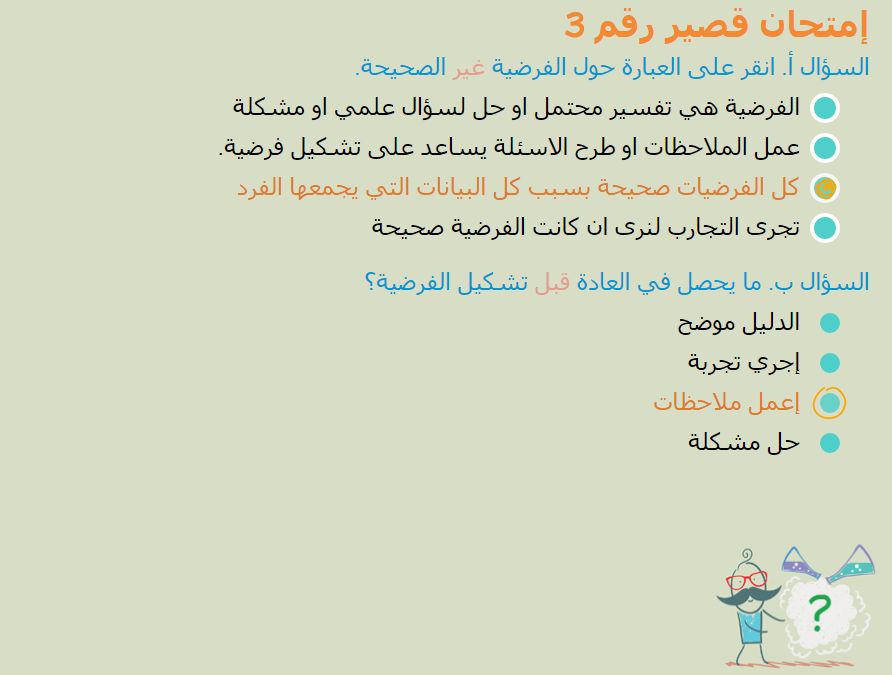 إمتحان قصير رقم 3
السؤال أ. انقر على العبارة حول الفرضية غير الصحيحة.
الفرضية هي تفسير محتمل او حل لسؤال علمي او مشكلة
عمل الملاحظات او طرح الاسئلة يساعد على تشكيل فرضية.
كل الفرضيات صحيحة بسبب كل البيانات التي يجمعها الفرد
تجرى التجارب لنرى ان كانت الفرضية صحيحة
السؤال ب. ما يحصل في العادة قبل تشكيل الفرضية؟
الدليل موضح
إجري تجربة
إعمل ملاحظات
حل مشكلة
?